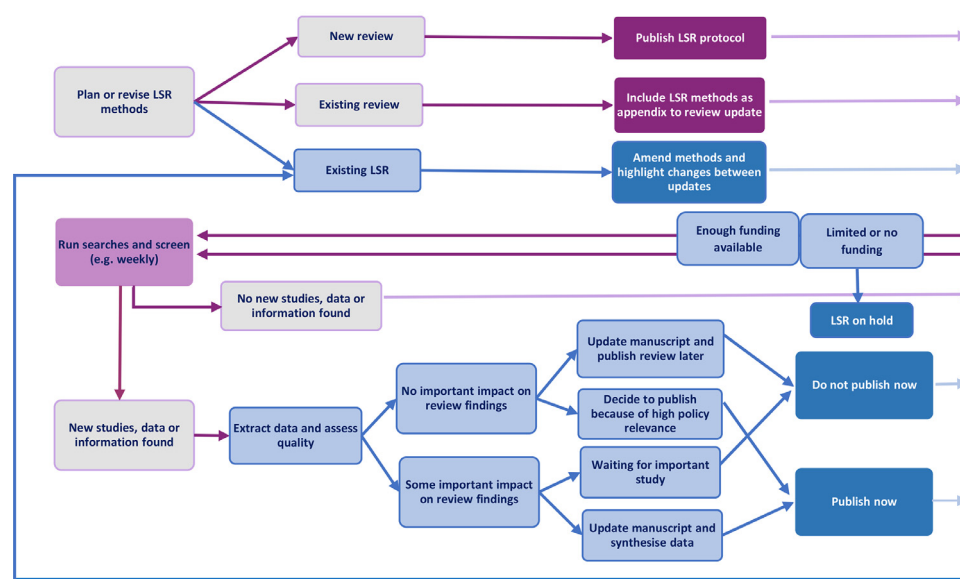 New review
Publish LSR protocol
Plan or revise LSR
methods
Existing review
Include LSR methods as
appendix to review update
Existing LSR
Amend methods and
highlight changes between
updates
Run searches and screen
(e.g. weekly)
Enough funding
available
Limited or no
funding
No new studies, data or
information found
LSR on hold
Update manuscript and
publish review later
Do not publish now
No important impact on
review findings
Decide to publish
because of high policy
relevance
New studies, data or
information found
Extract data and assess
quality
Waiting for important
study
Some important impact
on review findings
Publish now
Update manuscript and
synthesise data